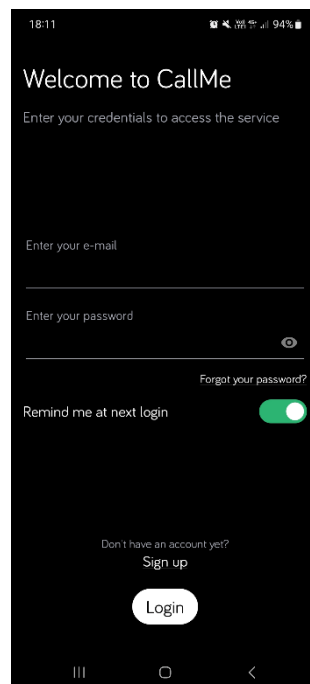 18:11 94%
Welcome to CallMe
Enter your credentials to access the service
Enter your e-mail
Enter your password
Forgot your password?
Remind me at next login
Don't have an account yet?
Sign up
Login